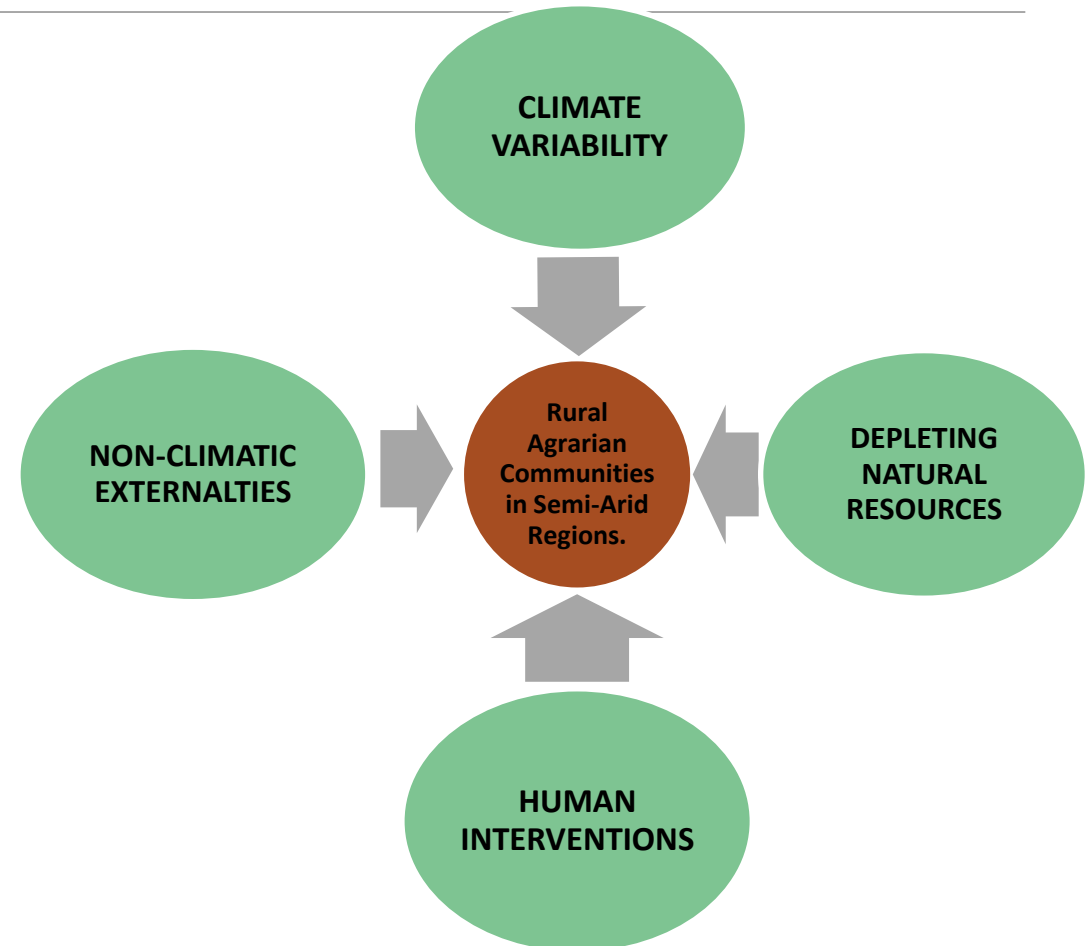 CLIMATE
VARIABILITY
NON-CLIMATIC
EXTERNALTIES
Rural
Agrarian
Communities
in Semi-Arid
Regions.
DEPLETING
NATURAL
RESOURCES
HUMAN
INTERVENTIONS